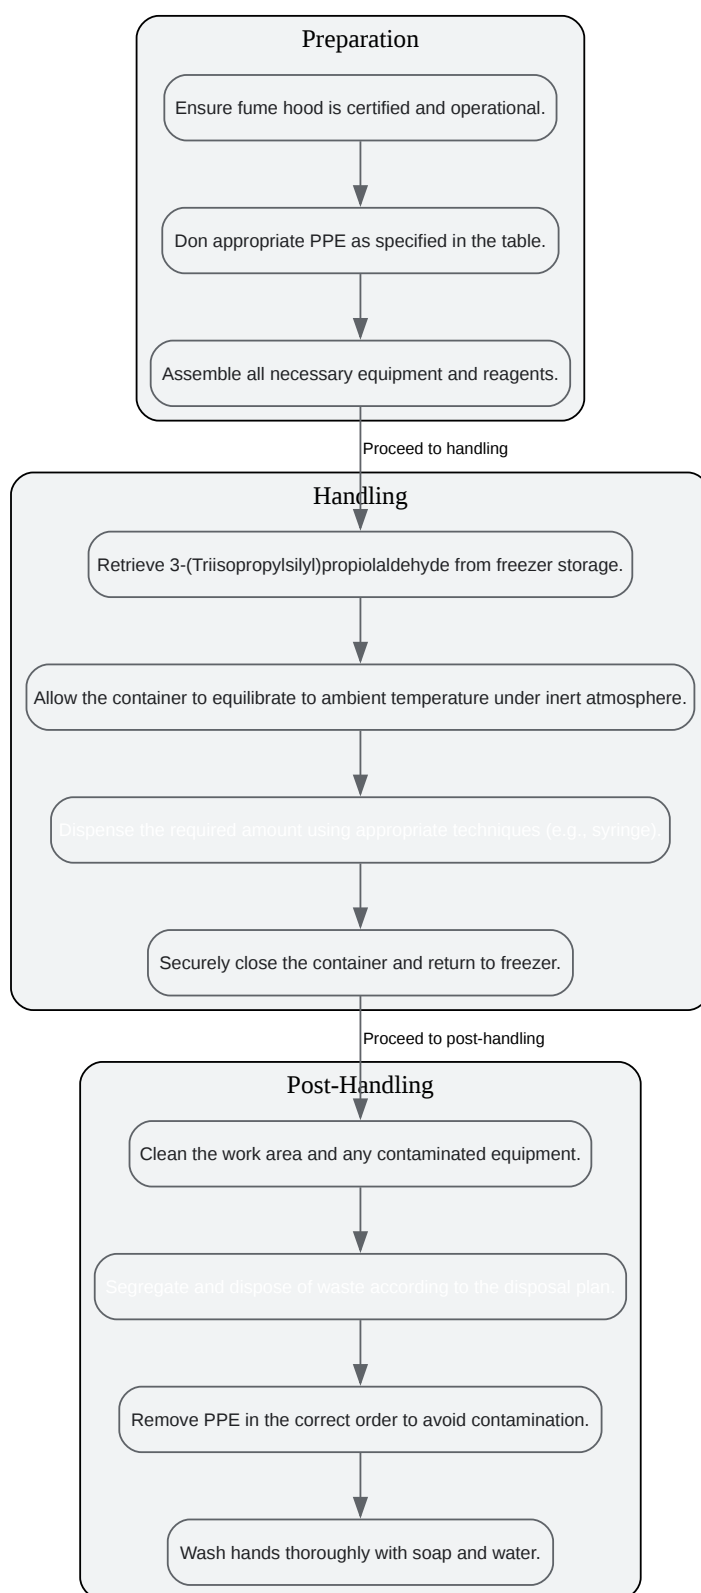 Preparation
Ensure fume hood is certified and operational.
Don appropriate PPE as specified in the table.
Assemble all necessary equipment and reagents.
Proceed to handling
Handling
Retrieve 3-(Triisopropylsilyl)propiolaldehyde from freezer storage.
Allow the container to equilibrate to ambient temperature under inert atmosphere.
Dispense the required amount using appropriate techniques (e.g., syringe).
Securely close the container and return to freezer.
Proceed to post-handling
Post-Handling
Clean the work area and any contaminated equipment.
Segregate and dispose of waste according to the disposal plan.
Remove PPE in the correct order to avoid contamination.
Wash hands thoroughly with soap and water.